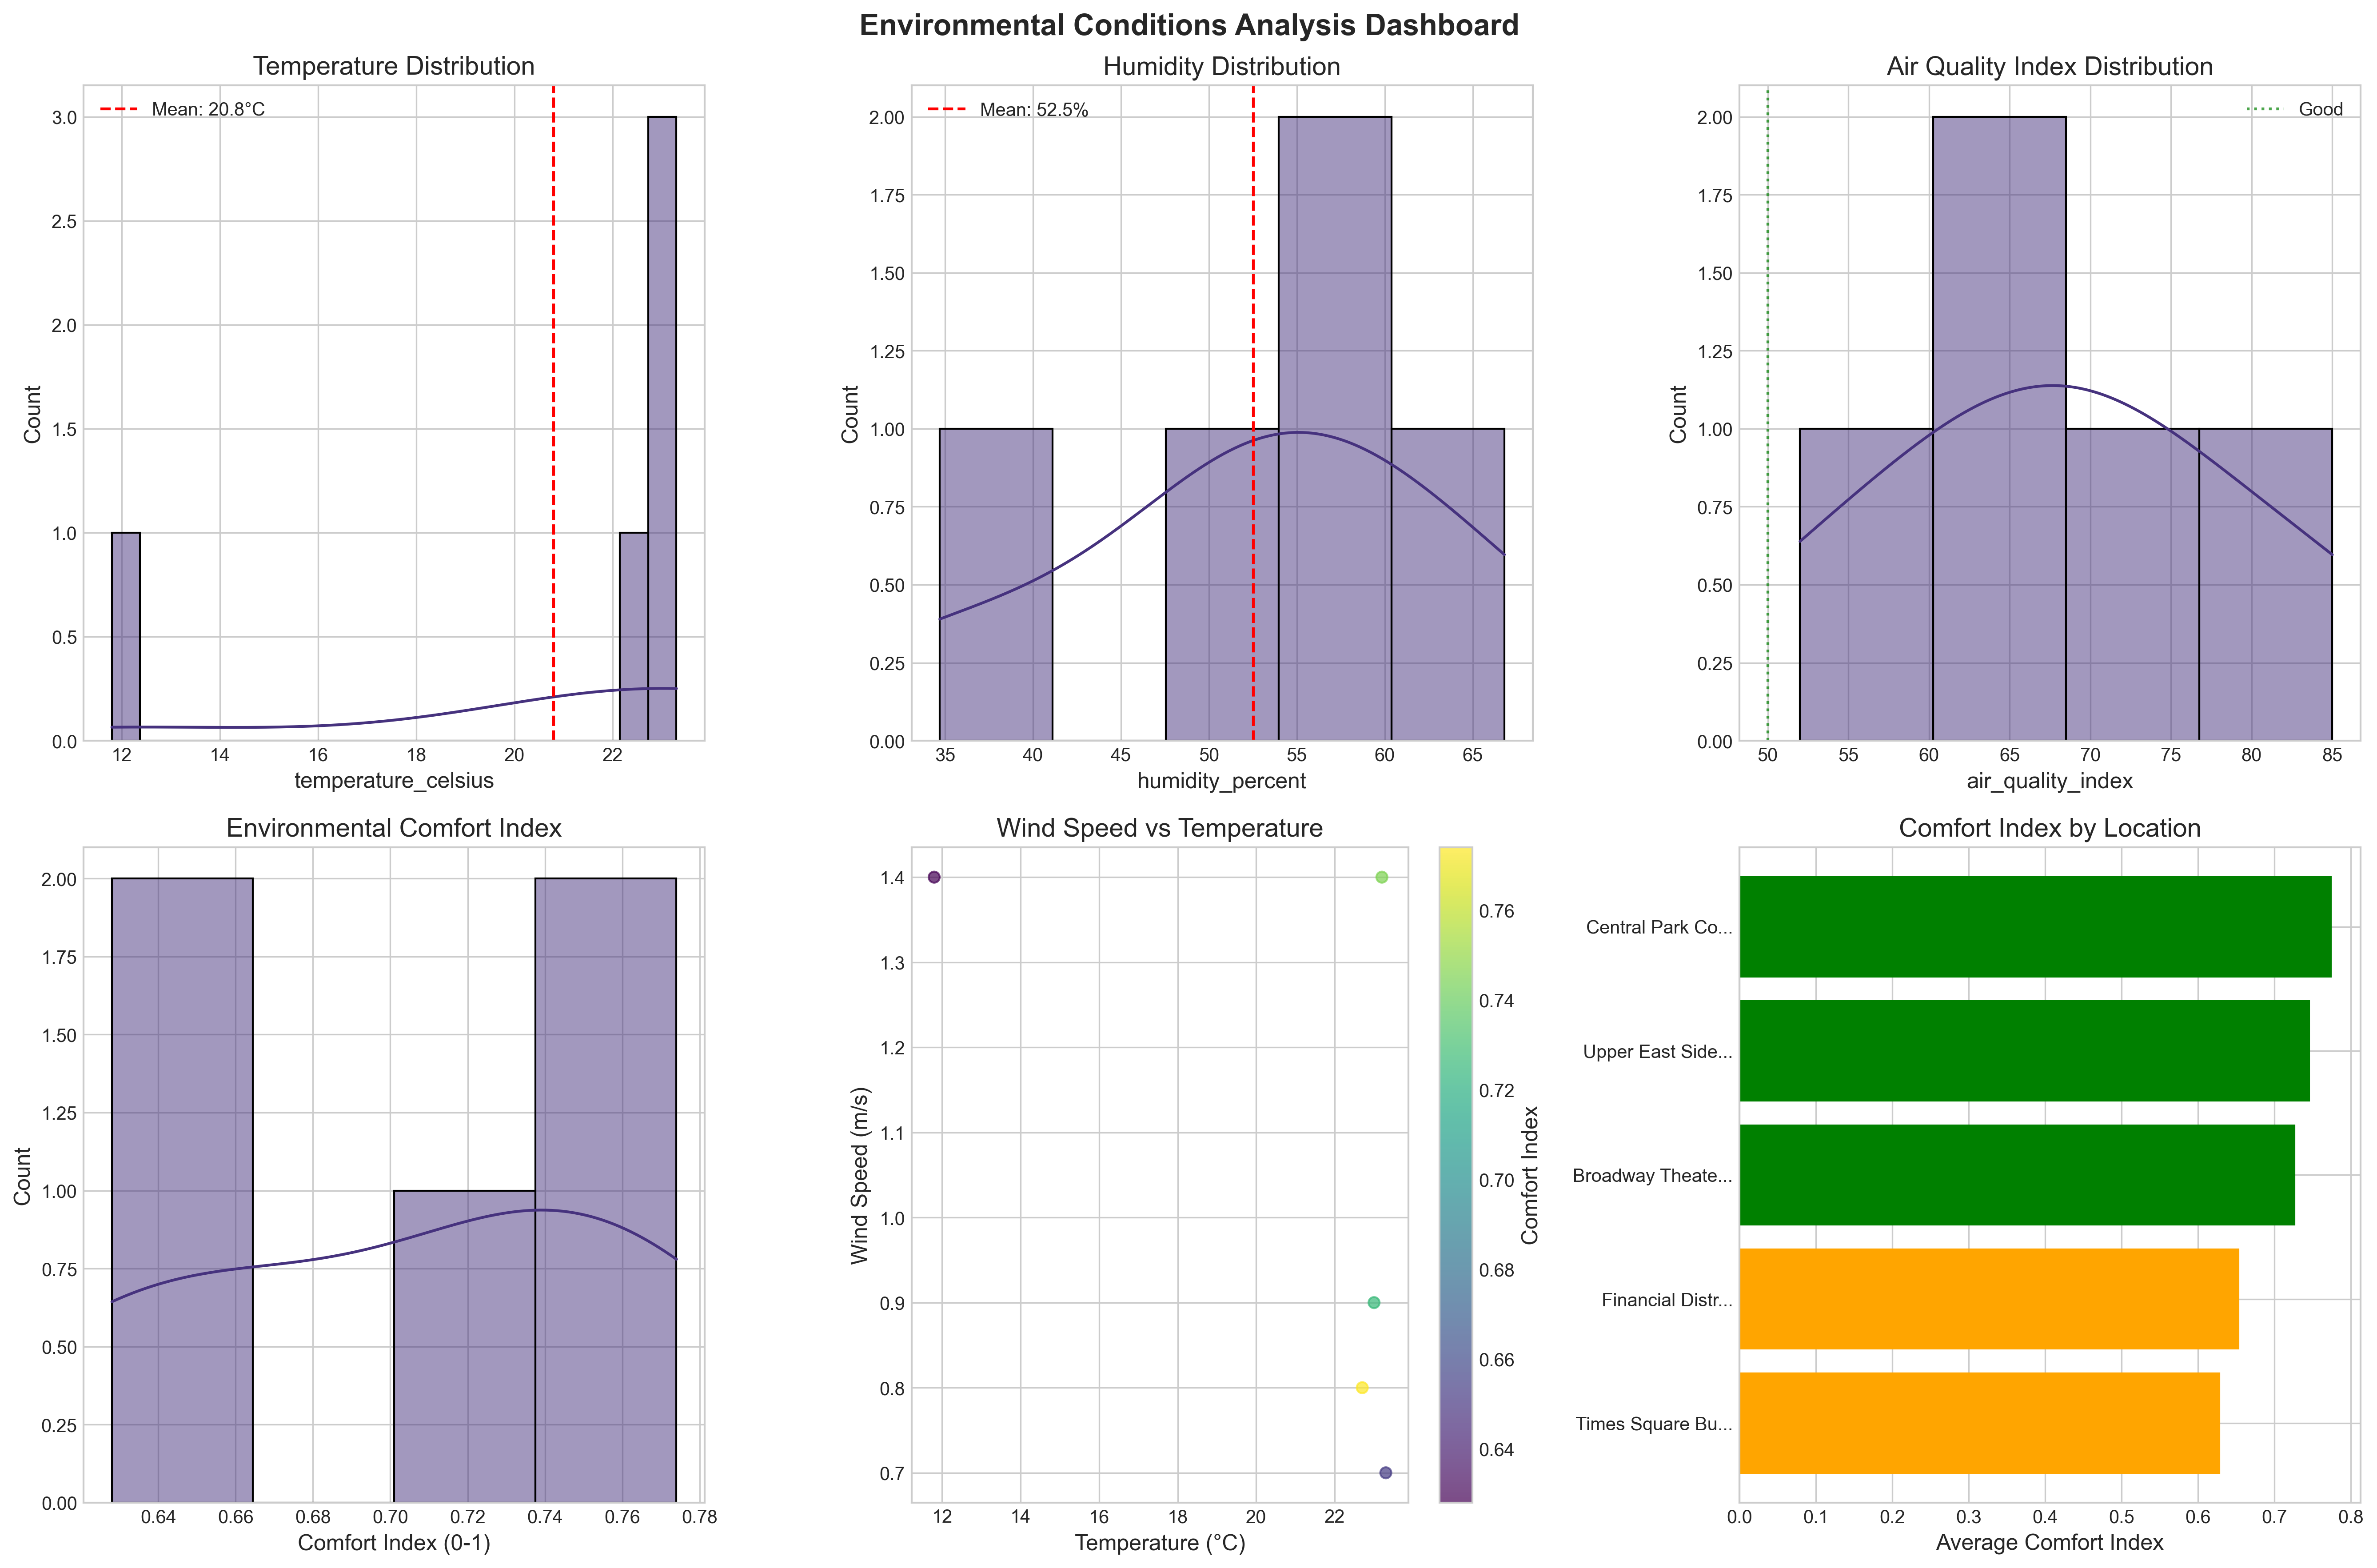 Environmental Conditions Analysis Dashboard
Temperature Distribution
Mean: 20.8°C
Count
3.0
2.5
2.0
1.5
1.0
0.5
0.0
12 14 16 18 20 22
temperature_celsius
Humidity Distribution
Mean: 52.5%
Count
2.00
1.75
1.50
1.25
1.00
0.75
0.50
0.25
0.00
35 40 45 50 55 60 65
humidity_percent
Air Quality Index Distribution
Good
Count
2.00
1.75
1.50
1.25
1.00
0.75
0.50
0.25
0.00
50 55 60 65 70 75 80 85
air_quality_index
Environmental Comfort Index
Count
2.00
1.75
1.50
1.25
1.00
0.75
0.50
0.25
0.00
0.64 0.66 0.68 0.70 0.72 0.74 0.76 0.78
Comfort Index (0-1)
Wind Speed vs Temperature
Wind Speed (m/s)
1.4
1.3
1.2
1.1
1.0
0.9
0.8
0.7
12 14 16 18 20 22
Temperature (°C)
0.76
0.74
0.72
0.70
0.68
0.66
0.64
Comfort Index
Comfort Index by Location
Central Park Co...
Upper East Side...
Broadway Theate...
Financial Distr...
Times Square Bu...
0.0 0.1 0.2 0.3 0.4 0.5 0.6 0.7 0.8
Average Comfort Index